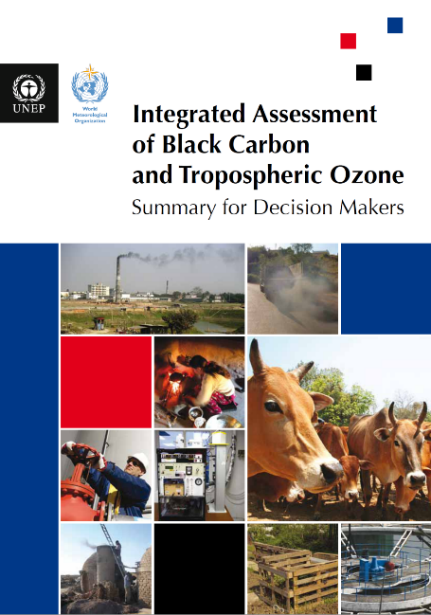 UNEP
World
Meteorological
Organization
Integrated Assessment
of Black Carbon
and Tropospheric Ozone
Summary for Decision Makers